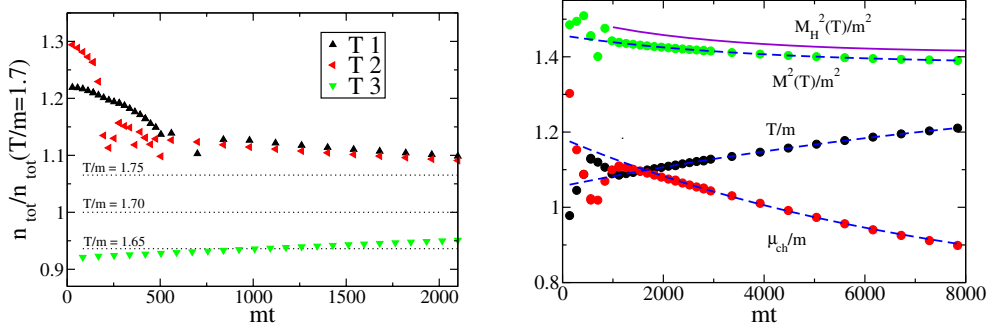 n_tot/n_tot(T/m=1.7)
1.3
1.2
1.1
1
0.9
T 1
T 2
T 3
T/m = 1.75
T/m = 1.70
T/m = 1.65
0
500
1000
1500
2000
mt
1.6
1.4
1.2
1
0.8
M_H^2(T)/m^2
M^2(T)/m^2
T/m
μ_ch/m
0
2000
4000
6000
8000
mt